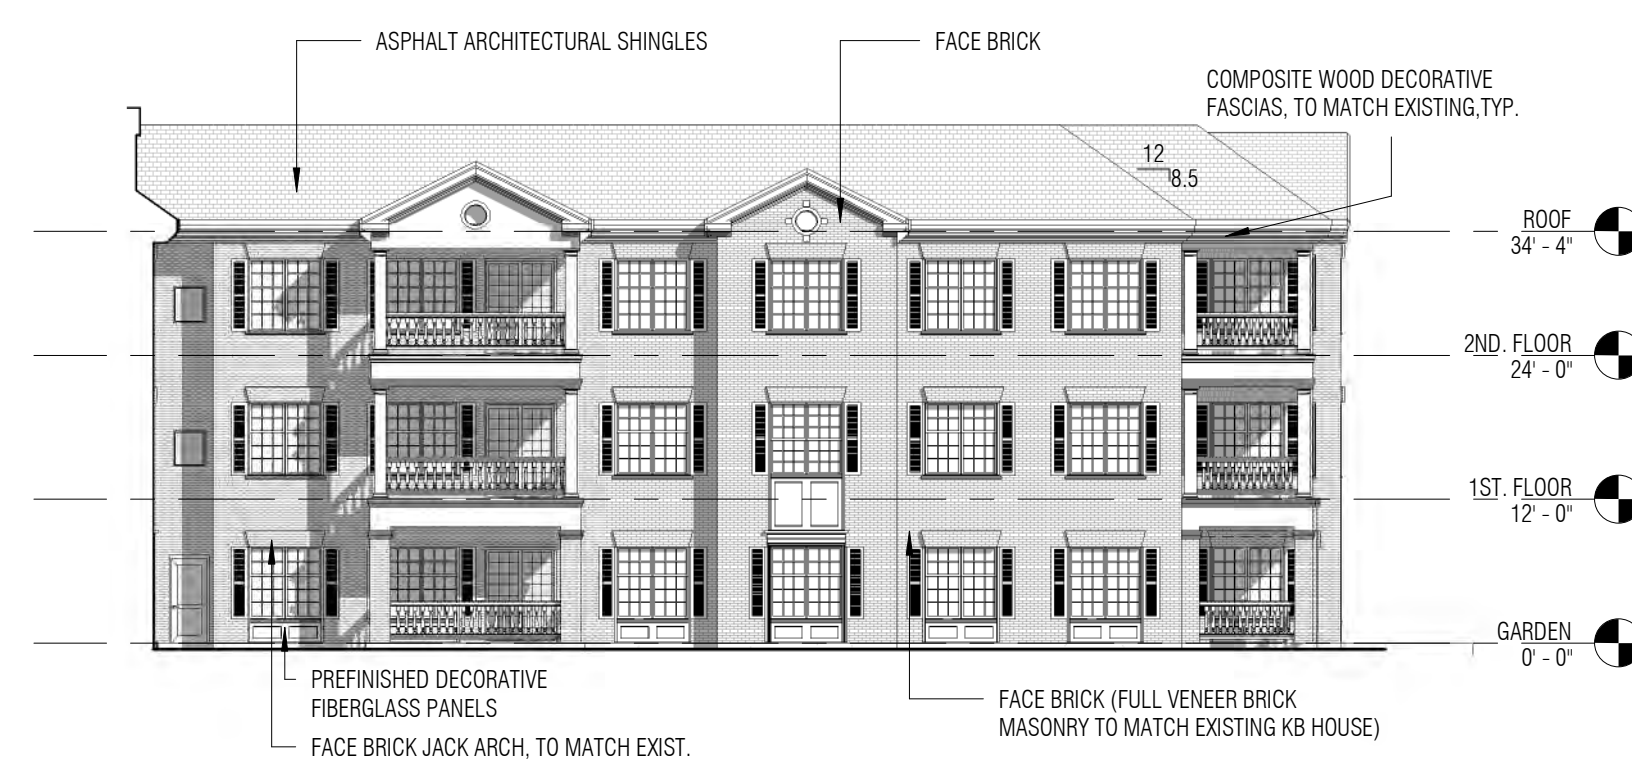 ASPHALT ARCHITECTURAL SHINGLES
FACE BRICK
COMPOSITE WOOD DECORATIVE
FASCIAS, TO MATCH EXISTING,TYP.
12
8.5
ROOF
34' - 4"
2ND. FLOOR
24' - 0"
1ST. FLOOR
12' - 0"
GARDEN
0' - 0"
PREFINISHED DECORATIVE
FIBERGLASS PANELS
FACE BRICK JACK ARCH, TO MATCH EXIST.
FACE BRICK (FULL VENEER BRICK
MASONRY TO MATCH EXISTING KB HOUSE)